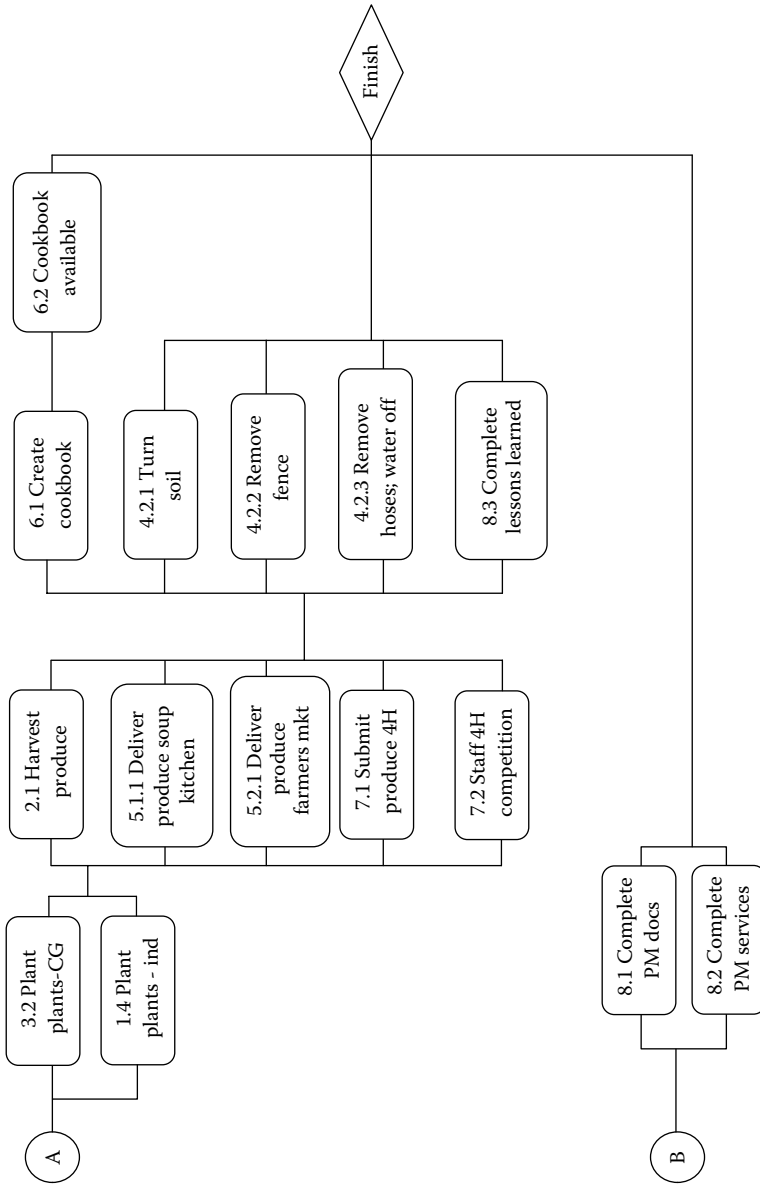 A
3.2 Plant
plants-CG
1.4 Plant
plants - ind
2.1 Harvest
produce
5.1.1 Deliver
produce soup
kitchen
5.2.1 Deliver
produce
farmers mkt
7.1 Submit
produce 4H
7.2 Staff 4H
competition
6.1 Create
cookbook
4.2.1 Turn
soil
4.2.2 Remove
fence
4.2.3 Remove
hoses; water off
8.3 Complete
lessons learned
6.2 Cookbook
available
Finish
B
8.1 Complete
PM docs
8.2 Complete
PM services